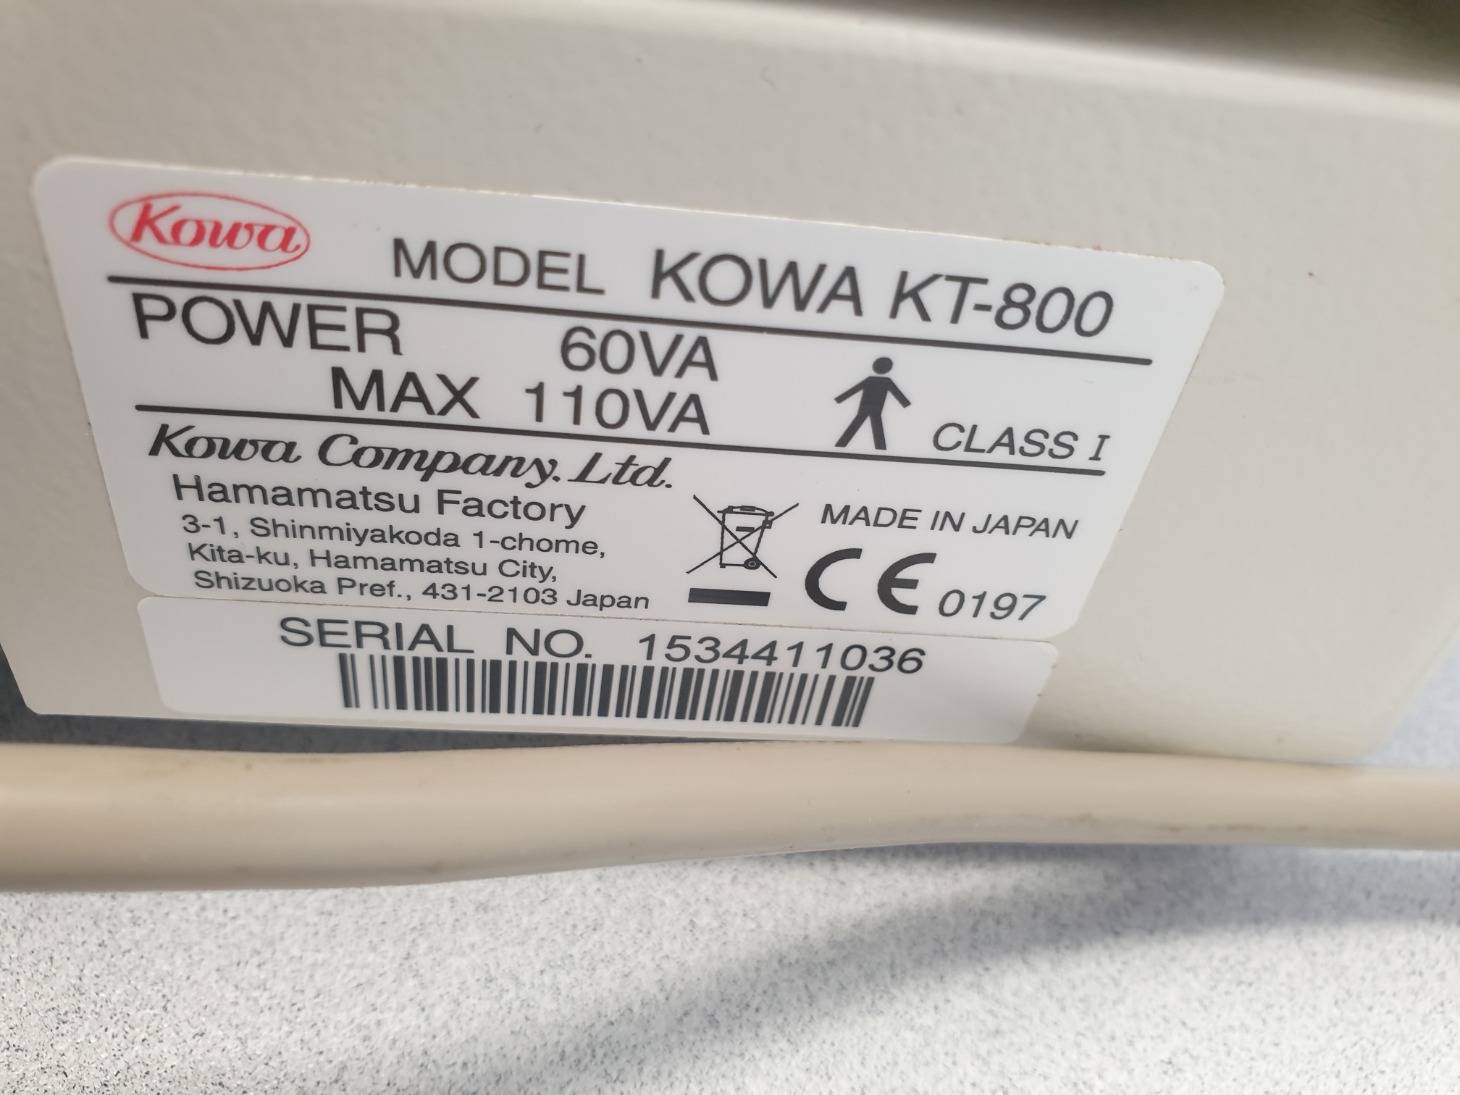 Kowa
MODEL KOWA KT-800
POWER 60VA
MAX 110VA
CLASS I
Kowa Company. Ltd.
Hamamatsu Factory
3-1, Shinmiyakoda 1-chome,
Kita-ku, Hamamatsu City,
Shizuoka Pref., 431-2103 Japan
MADE IN JAPAN
CE 0197
SERIAL NO. 1534411036